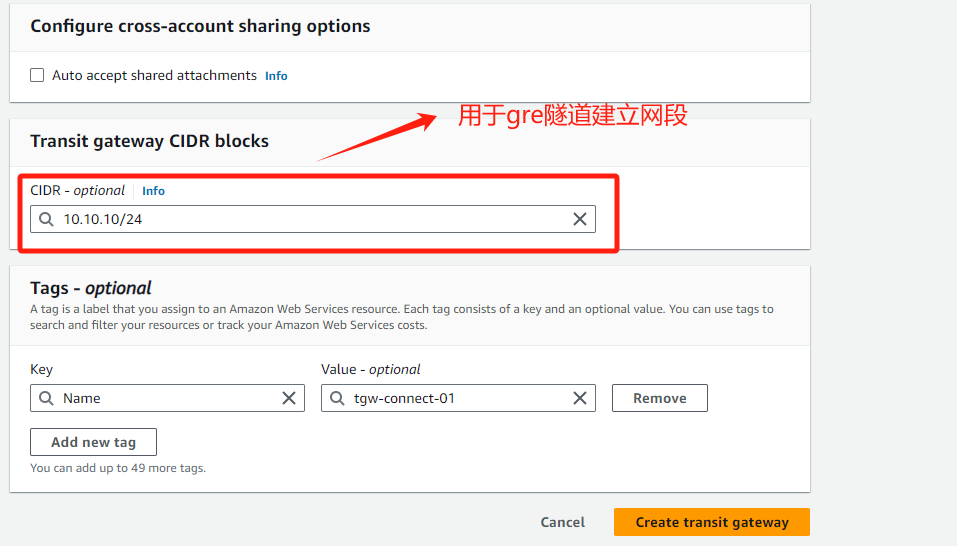 Configure cross-account sharing options
Auto accept shared attachments Info
用于gre隧道建立网段
Transit gateway CIDR blocks
CIDR - optional Info
10.10.10/24
Tags - optional
A tag is a label that you assign to an Amazon Web Services resource. Each tag consists of a key and an optional value. You can use tags to
search and filter your resources or track your Amazon Web Services costs.
Key Value - optional
Name tgw-connect-01 Remove
Add new tag
You can add up to 49 more tags.
Cancel Create transit gateway